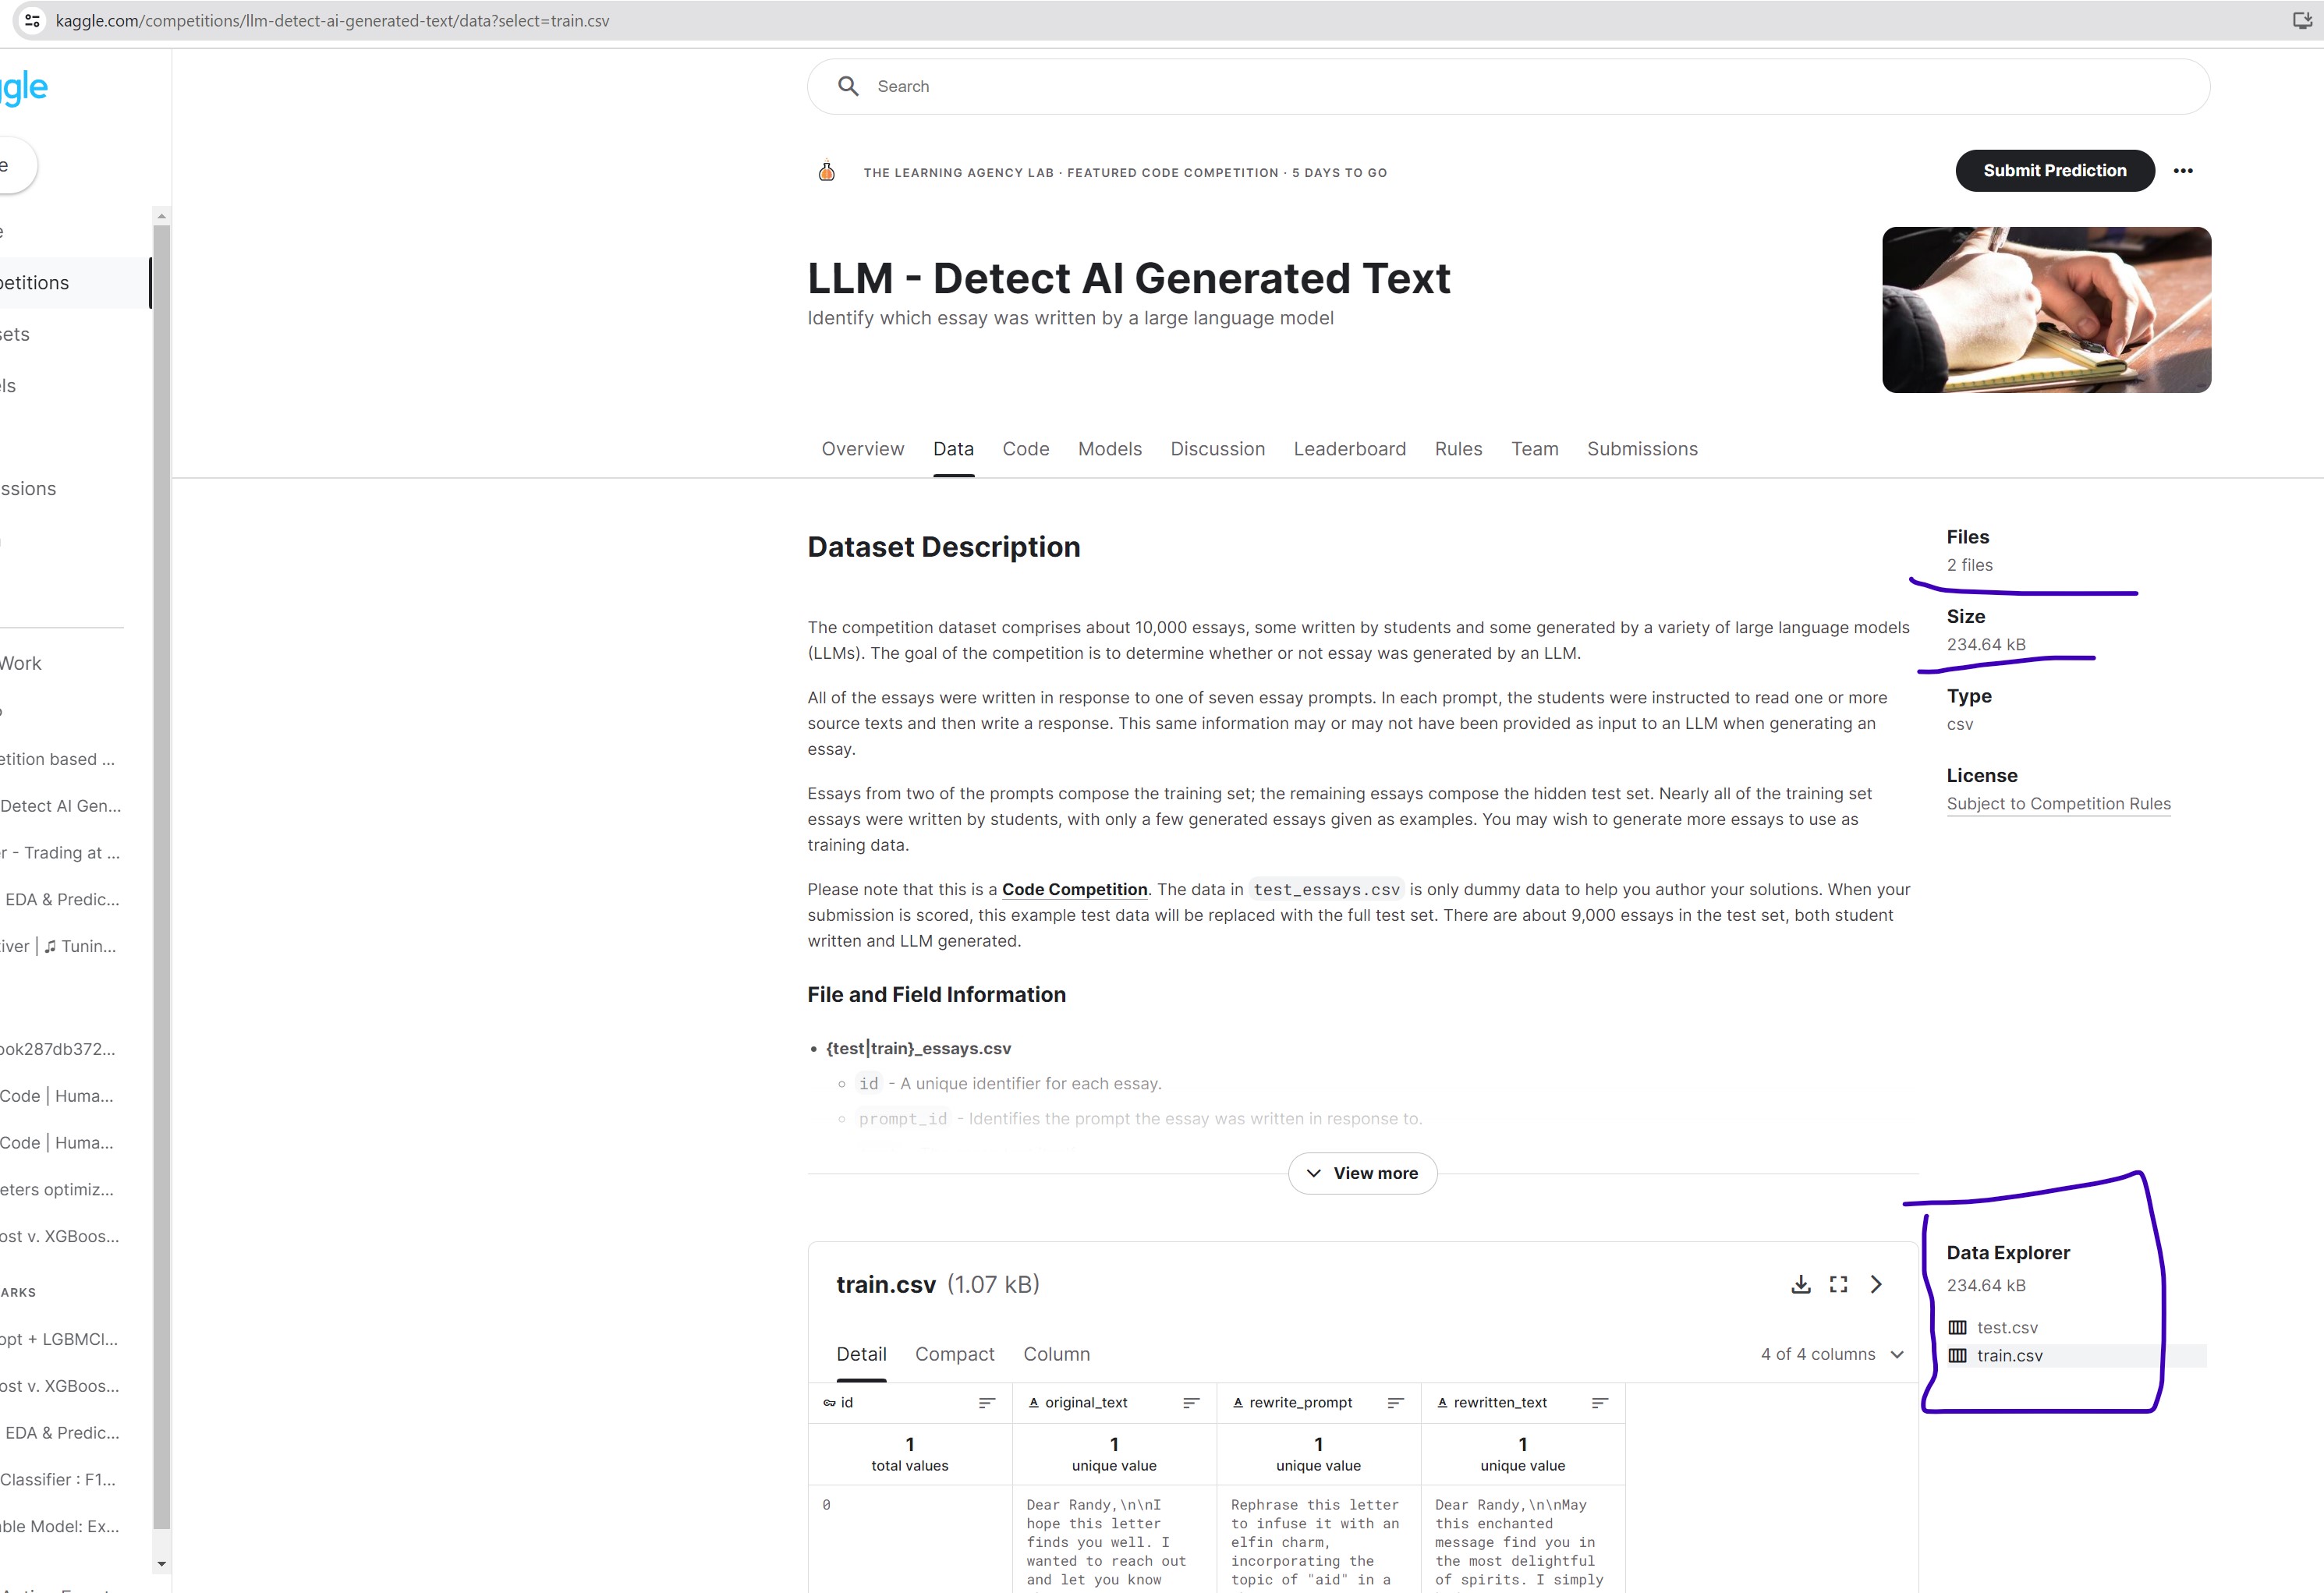 kaggle.com/competitions/llm-detect-ai-generated-text/data?select=train.csv
ggle
Search
e
THE LEARNING AGENCY LAB · FEATURED CODE COMPETITION · 5 DAYS TO GO
Submit Prediction
e
petitions
sets
els
ssions
Work
etition based ...
Detect AI Gen...
er - Trading at ...
EDA & Predic...
tiver | ♫ Tunin...
ook287db372...
Code | Huma...
Code | Huma...
eters optimiz...
ost v. XGBoos...
ARKS
opt + LGBMCl...
ost v. XGBoos...
EDA & Predic...
Classifier : F1...
able Model: Ex...
LLM - Detect AI Generated Text
Identify which essay was written by a large language model
Overview Data Code Models Discussion Leaderboard Rules Team Submissions
Dataset Description
The competition dataset comprises about 10,000 essays, some written by students and some generated by a variety of large language models
(LLMs). The goal of the competition is to determine whether or not essay was generated by an LLM.
All of the essays were written in response to one of seven essay prompts. In each prompt, the students were instructed to read one or more
source texts and then write a response. This same information may or may not have been provided as input to an LLM when generating an
essay.
Essays from two of the prompts compose the training set; the remaining essays compose the hidden test set. Nearly all of the training set
essays were written by students, with only a few generated essays given as examples. You may wish to generate more essays to use as
training data.
Please note that this is a Code Competition. The data in test_essays.csv is only dummy data to help you author your solutions. When your
submission is scored, this example test data will be replaced with the full test set. There are about 9,000 essays in the test set, both student
written and LLM generated.
File and Field Information
• {test|train}_essays.csv
◦ id - A unique identifier for each essay.
◦ prompt_id - Identifies the prompt the essay was written in response to.
View more
Files
2 files
Size
234.64 kB
Type
csv
License
Subject to Competition Rules
train.csv (1.07 kB)
Detail Compact Column
4 of 4 columns
id
original_text
rewrite_prompt
rewritten_text
1
total values
1
unique value
1
unique value
1
unique value
0
Dear Randy,\n\nI
hope this letter
finds you well. I
wanted to reach out
and let you know
Rephrase this letter
to infuse it with an
elfin charm,
incorporating the
topic of "aid" in a
Dear Randy,\n\nMay
this enchanted
message find you in
the most delightful
of spirits. I simply
Data Explorer
234.64 kB
test.csv
train.csv